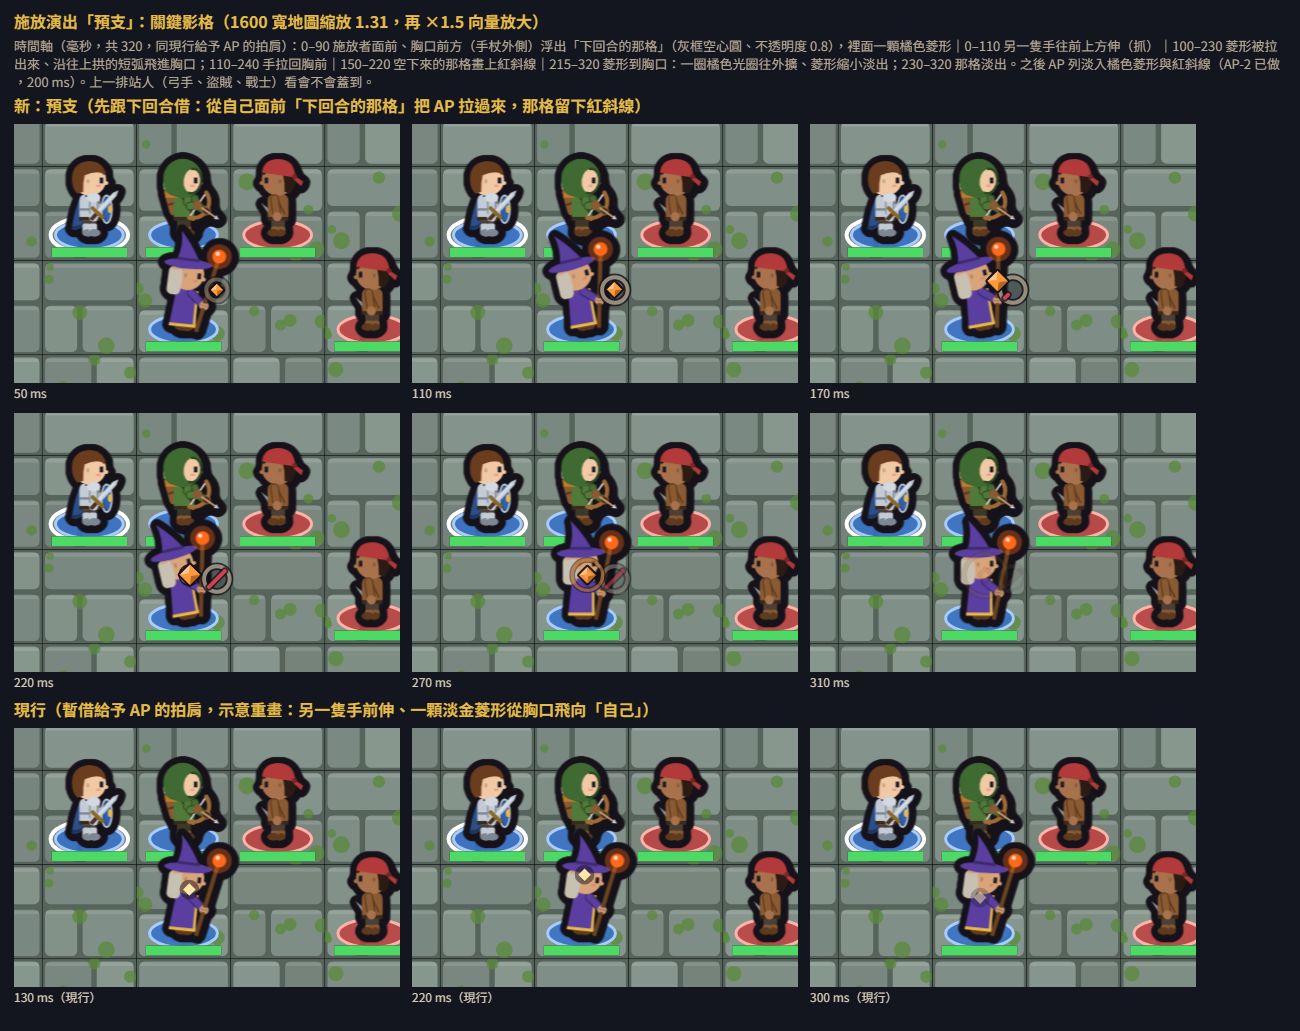 施放演出「預支」：關鍵影格（1600 寬地圖縮放 1.31，再 ×1.5 向量放大）
時間軸（毫秒，共 320，同現行給予 AP 的拍肩）：0–90 施放者面前、胸口前方（手杖外側）浮出「下回合的那格」（灰框空心圓、不透明度 0.8），裡面一顆橘色菱形｜0–110 另一隻手往前上方伸（抓）｜100–230 菱形被拉
出來、沿往上拱的短弧飛進胸口；110–240 手拉回胸前｜150–220 空下來的那格畫上紅斜線｜215–320 菱形到胸口：一圈橘色光圈往外擴、菱形縮小淡出；230–320 那格淡出。之後 AP 列淡入橘色菱形與紅斜線（AP-2 已做
，200 ms）。上一排站人（弓手、盜賊、戰士）看會不會蓋到。
新：預支（先跟下回合借：從自己面前「下回合的那格」把 AP 拉過來，那格留下紅斜線）
50 ms
110 ms
170 ms
220 ms
270 ms
310 ms
現行（暫借給予 AP 的拍肩，示意重畫：另一隻手前伸、一顆淡金菱形從胸口飛向「自己」）
130 ms（現行）
220 ms（現行）
300 ms（現行）